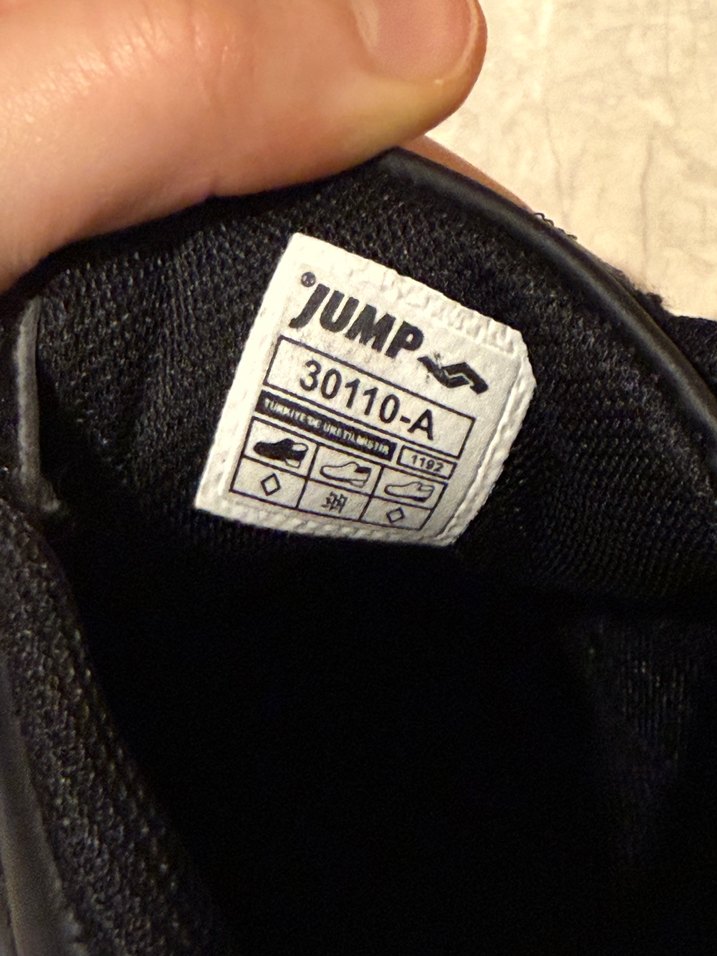 JUMP
30110-A
TÜRKİYE'DE ÜRETİLMİŞTİR
1192